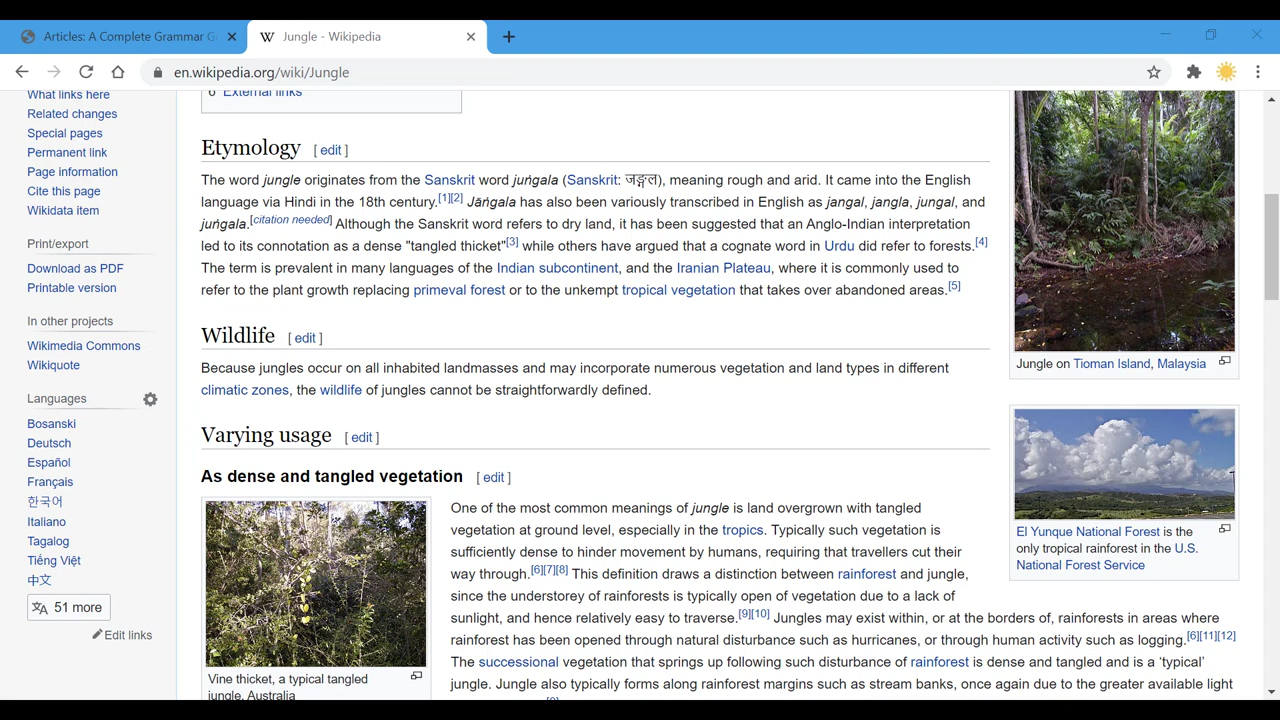 Articles: A Complete Grammar G
Jungle - Wikipedia
en.wikipedia.org/wiki/Jungle
What links here
Related changes
Special pages
Permanent link
Page information
Cite this page
Wikidata item
Print/export
Download as PDF
Printable version
In other projects
Wikimedia Commons
Wikiquote
Languages
Bosanski
Deutsch
Español
Français
한국어
Italiano
Tagalog
Tiếng Việt
中文
51 more
Edit links
6 External links
Etymology [ edit ]
The word jungle originates from the Sanskrit word juṅgala (Sanskrit: जङ्गल), meaning rough and arid. It came into the English
language via Hindi in the 18th century.[1][2] Jāṅgala has also been variously transcribed in English as jangal, jangla, jungal, and
juṅgala.[citation needed] Although the Sanskrit word refers to dry land, it has been suggested that an Anglo-Indian interpretation
led to its connotation as a dense "tangled thicket"[3] while others have argued that a cognate word in Urdu did refer to forests.[4]
The term is prevalent in many languages of the Indian subcontinent, and the Iranian Plateau, where it is commonly used to
refer to the plant growth replacing primeval forest or to the unkempt tropical vegetation that takes over abandoned areas.[5]
Wildlife [ edit ]
Because jungles occur on all inhabited landmasses and may incorporate numerous vegetation and land types in different
climatic zones, the wildlife of jungles cannot be straightforwardly defined.
Varying usage [ edit ]
As dense and tangled vegetation [ edit ]
Vine thicket, a typical tangled
jungle, Australia
One of the most common meanings of jungle is land overgrown with tangled
vegetation at ground level, especially in the tropics. Typically such vegetation is
sufficiently dense to hinder movement by humans, requiring that travellers cut their
way through.[6][7][8] This definition draws a distinction between rainforest and jungle,
since the understorey of rainforests is typically open of vegetation due to a lack of
sunlight, and hence relatively easy to traverse.[9][10] Jungles may exist within, or at the borders of, rainforests in areas where
rainforest has been opened through natural disturbance such as hurricanes, or through human activity such as logging.[6][11][12]
The successional vegetation that springs up following such disturbance of rainforest is dense and tangled and is a ‘typical’
jungle. Jungle also typically forms along rainforest margins such as stream banks, once again due to the greater available light
Jungle on Tioman Island, Malaysia
El Yunque National Forest is the
only tropical rainforest in the U.S.
National Forest Service